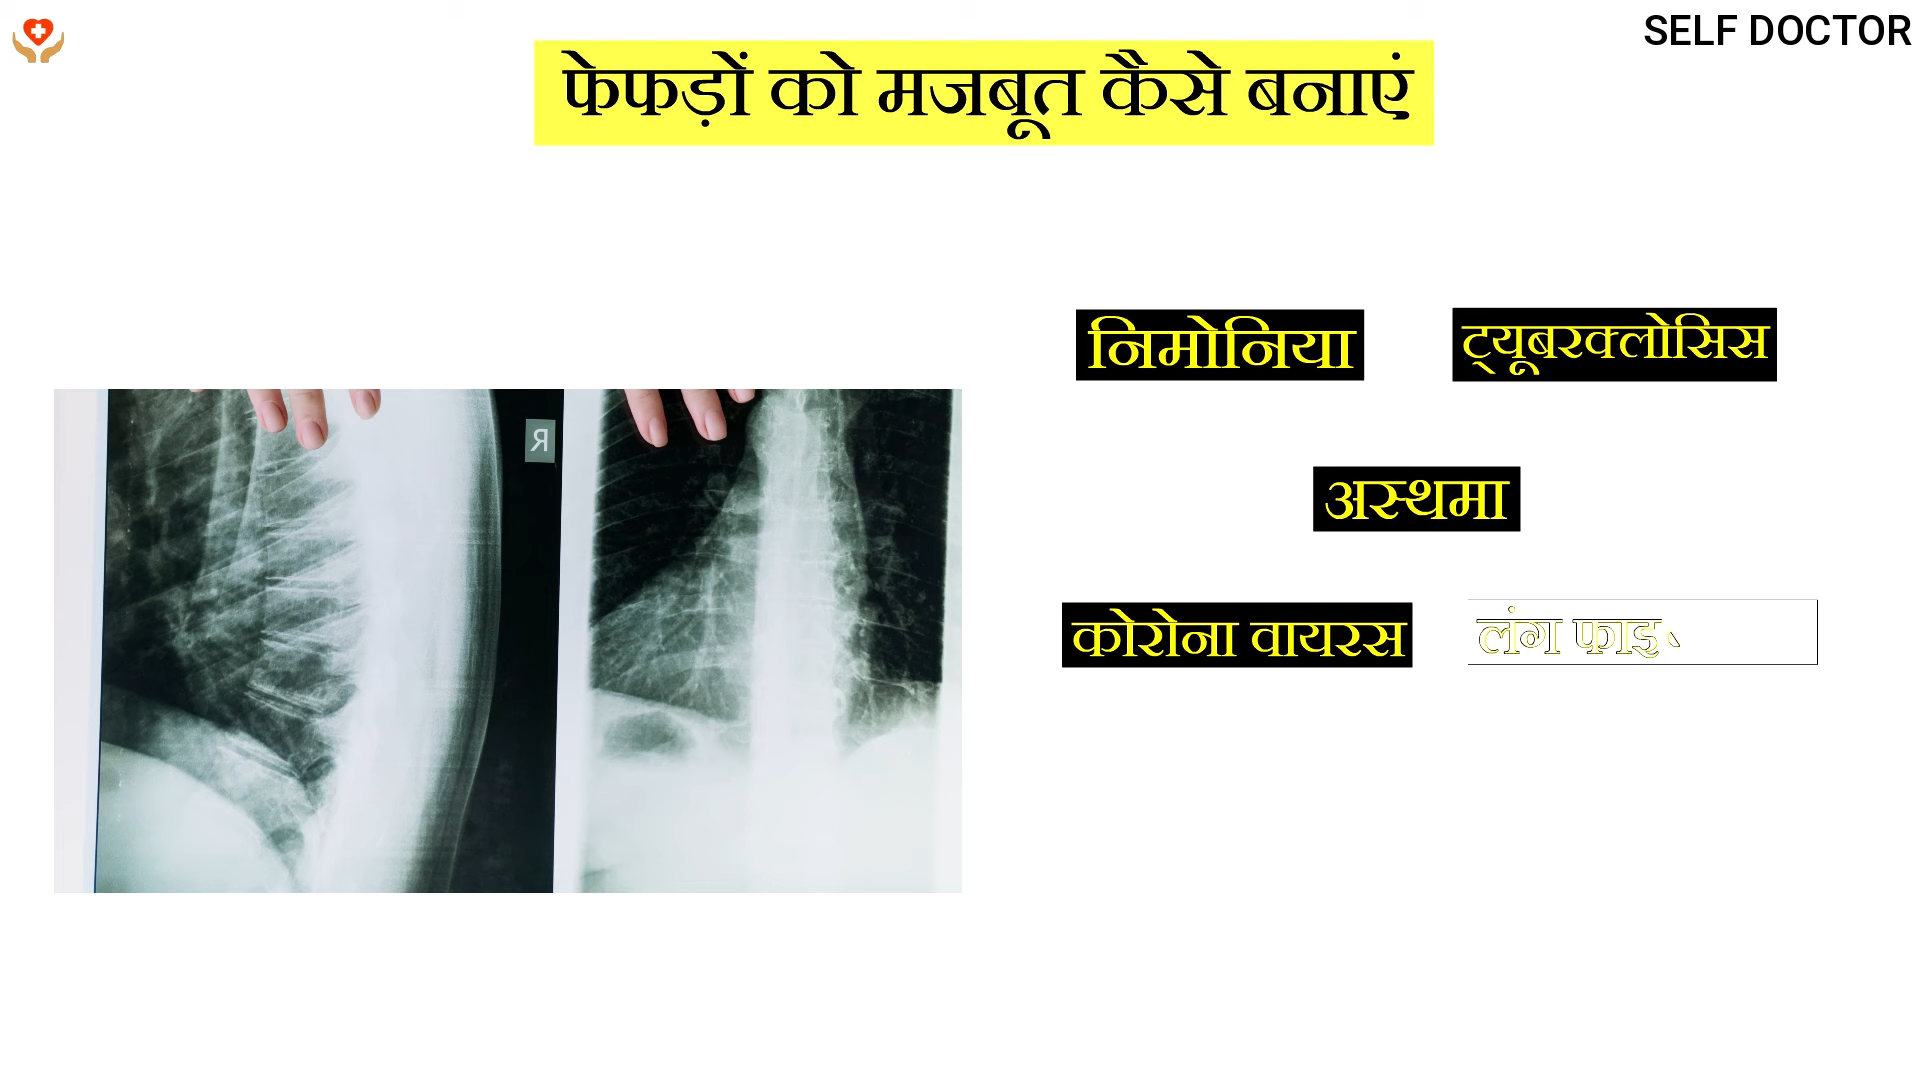 SELF DOCTOR
फेफड़ों को मजबूत कैसे बनाएं
निमोनिया
ट्यूबरक्लोसिस
अस्थमा
R
कोरोना वायरस
लंग फाइ